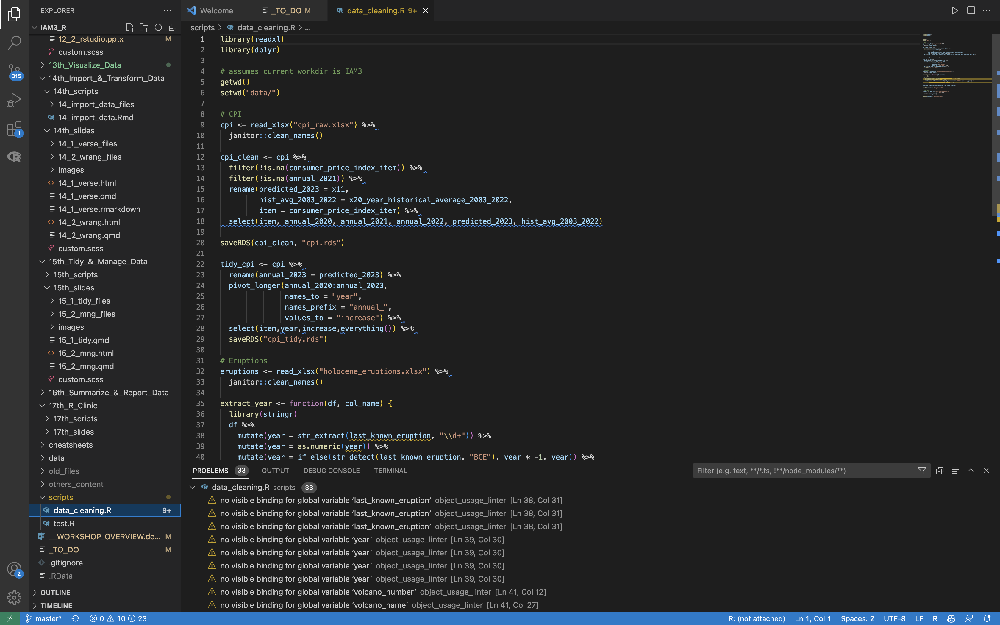 EXPLORER
IAM3_R
12_2_rstudio.pptx M
custom.scss
13th_Visualize_Data
14th_Import_&_Transform_Data
14th_scripts
14_import_data_files
14_import_data.Rmd
14th_slides
14_1_verse_files
14_2_wrang_files
images
14_1_verse.html
14_1_verse.qmd
14_1_verse.rmarkdown
14_2_wrang.html
14_2_wrang.qmd
custom.scss
15th_Tidy_&_Manage_Data
15th_scripts
15th_slides
15_1_tidy_files
15_2_mng_files
images
15_1_tidy.qmd
15_2_mng.html
15_2_mng.qmd
custom.scss
16th_Summarize_&_Report_Data
17th_R_Clinic
17th_scripts
17th_slides
cheatsheets
data
old_files
others_content
scripts
data_cleaning.R 9+
test.R
__WORKSHOP_OVERVIEW.do... M
_TO_DO M
.gitignore
.RData
OUTLINE
TIMELINE
315
1
2
Welcome
_TO_DO M
data_cleaning.R 9+
scripts > data_cleaning.R > ...
1 library(readxl)
2 library(dplyr)
3
4 # assumes current workdir is IAM3
5 getwd()
6 setwd("data/")
7
8 # CPI
9 cpi <- read_xlsx("cpi_raw.xlsx") %>%
10 janitor::clean_names()
11
12 cpi_clean <- cpi %>%
13 filter(!is.na(consumer_price_index_item)) %>%
14 filter(!is.na(annual_2021)) %>%
15 rename(predicted_2023 = x11,
16 hist_avg_2003_2022 = x20_year_historical_average_2003_2022,
17 item = consumer_price_index_item) %>%
18 select(item, annual_2020, annual_2021, annual_2022, predicted_2023, hist_avg_2003_2022)
19
20 saveRDS(cpi_clean, "cpi.rds")
21
22 tidy_cpi <- cpi %>%
23 rename(annual_2023 = predicted_2023) %>%
24 pivot_longer(annual_2020:annual_2023,
25 names_to = "year",
26 names_prefix = "annual_",
27 values_to = "increase") %>%
28 select(item,year,increase,everything()) %>%
29 saveRDS("cpi_tidy.rds")
30
31 # Eruptions
32 eruptions <- read_xlsx("holocene_eruptions.xlsx") %>%
33 janitor::clean_names()
34
35 extract_year <- function(df, col_name) {
36 library(stringr)
37 df %>%
38 mutate(year = str_extract(last_known_eruption, "\\d+")) %>%
39 mutate(year = as.numeric(year)) %>%
40 mutate(year = if_else(str_detect(last_known_eruption, "BCE"), year * -1, year)) %>%
PROBLEMS 33 OUTPUT DEBUG CONSOLE TERMINAL
Filter (e.g. text, **/*.ts, !**/node_modules/**)
data_cleaning.R scripts 33
no visible binding for global variable ‘last_known_eruption’ object_usage_linter [Ln 38, Col 31]
no visible binding for global variable ‘last_known_eruption’ object_usage_linter [Ln 38, Col 31]
no visible binding for global variable ‘last_known_eruption’ object_usage_linter [Ln 38, Col 31]
no visible binding for global variable ‘year’ object_usage_linter [Ln 39, Col 30]
no visible binding for global variable ‘year’ object_usage_linter [Ln 39, Col 30]
no visible binding for global variable ‘year’ object_usage_linter [Ln 39, Col 30]
no visible binding for global variable ‘year’ object_usage_linter [Ln 39, Col 30]
no visible binding for global variable ‘volcano_number’ object_usage_linter [Ln 41, Col 12]
no visible binding for global variable ‘volcano_name’ object_usage_linter [Ln 41, Col 27]
master* 0 10 23
R: (not attached) Ln 1, Col 1 Spaces: 2 UTF-8 LF R